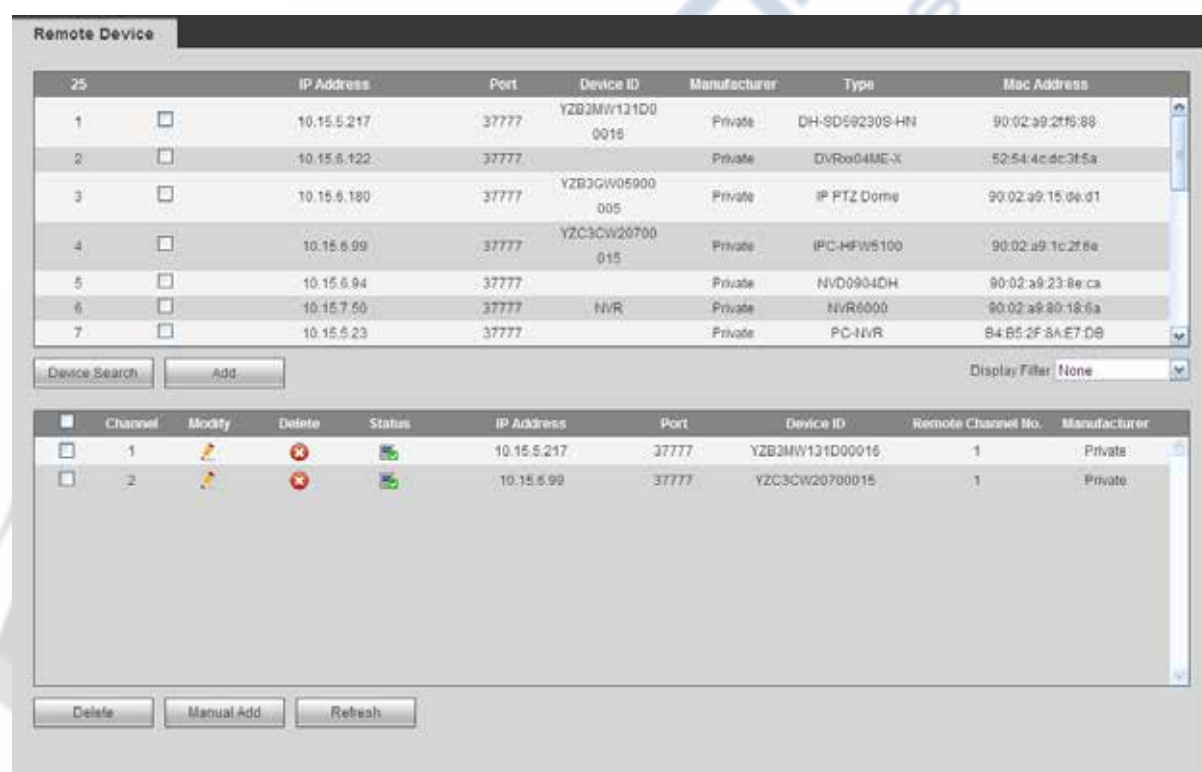 Remote Device
25 IP Address Port Device ID Manufacturer Type Mac Address
1 10.15.5.217 37777 YZB3MW131D0 0016 Private DH-SD59230S-HN 90:02:a9:2f:f6:88
2 10.15.6.122 37777 Private DVRxx04ME-X 52:54:4c:dc:3f:5a
3 10.15.6.180 37777 YZB3GW05900 005 Private IP PTZ Dome 90:02:a9:15:de:d1
4 10.15.6.99 37777 YZC3CW20700 015 Private IPC-HFW5100 90:02:a9:1c:2f:6e
5 10.15.6.94 37777 Private NVD0904DH 90:02:a9:23:8e:ca
6 10.15.7.50 37777 NVR Private NVR6000 90:02:a9:80:18:6a
7 10.15.5.23 37777 Private PC-NVR B4:B5:2F:8A:E7:DB
Device Search Add Display Filter None
Channel Modify Delete Status IP Address Port Device ID Remote Channel No. Manufacturer
1 10.15.5.217 37777 YZB3MW131D00016 1 Private
2 10.15.6.99 37777 YZC3CW20700015 1 Private
Delete Manual Add Refresh